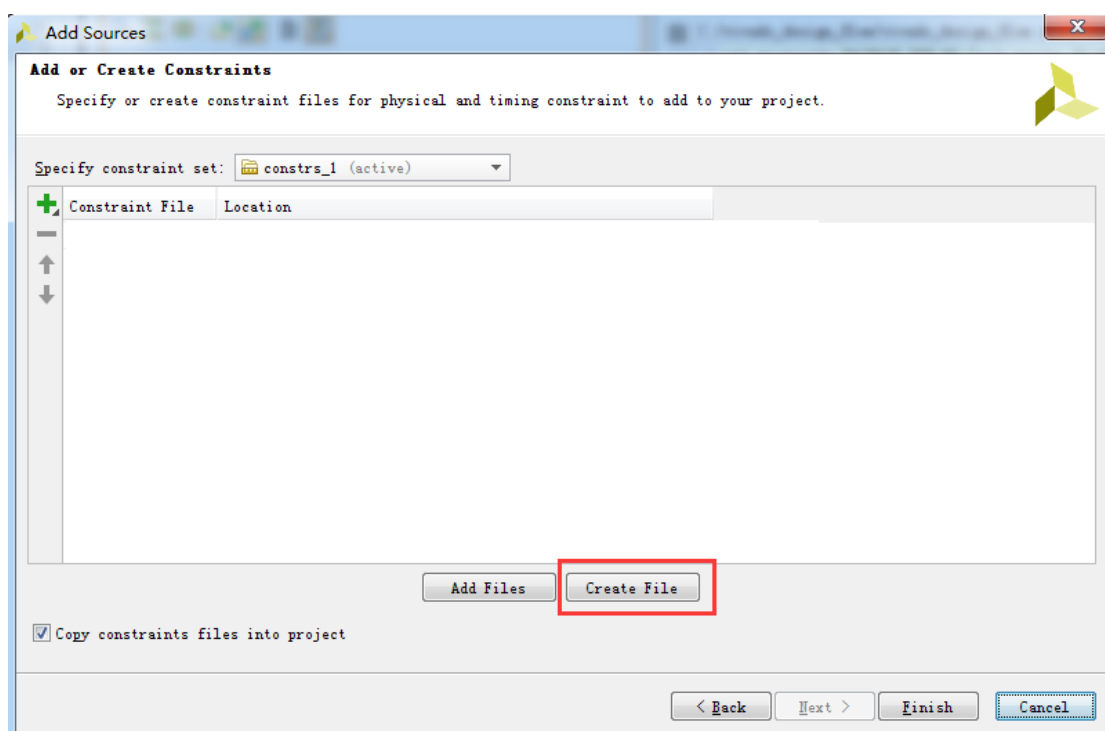 Add Sources
Add or Create Constraints
Specify or create constraint files for physical and timing constraint to add to your project.
Specify constraint set: constrs_1 (active)
Constraint File Location
Add Files Create File
Copy constraints files into project
< Back Next > Finish Cancel